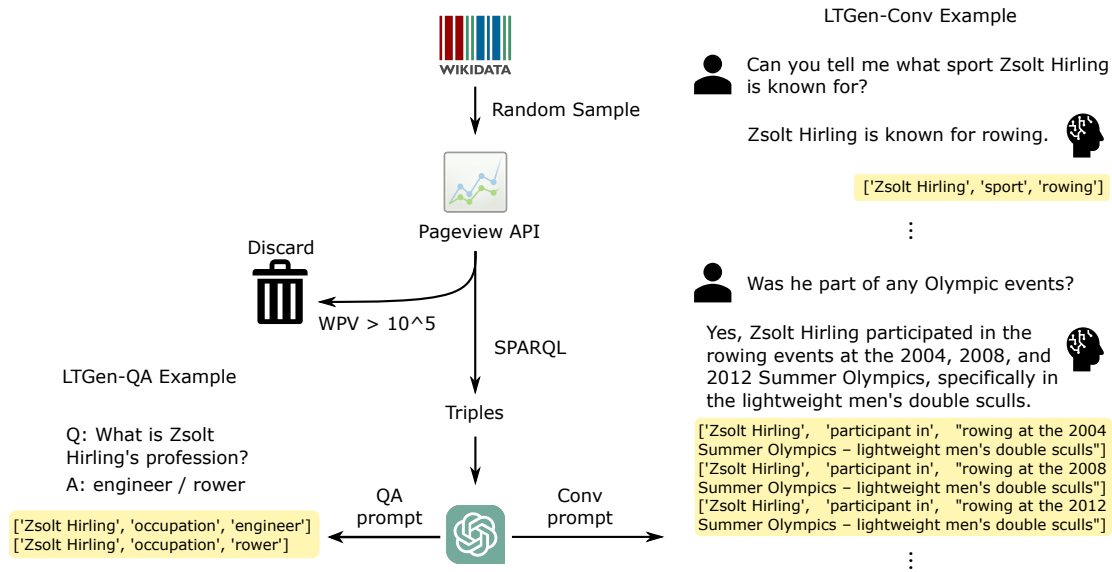 WIKIDATA
Random Sample
Pageview API
Discard
WPV > 10^5
SPARQL
Triples
QA
prompt
Conv
prompt
LTGen-QA Example
Q: What is Zsolt
Hirling's profession?
A: engineer / rower
['Zsolt Hirling', 'occupation', 'engineer']
['Zsolt Hirling', 'occupation', 'rower']
LTGen-Conv Example
Can you tell me what sport Zsolt Hirling
is known for?
Zsolt Hirling is known for rowing.
['Zsolt Hirling', 'sport', 'rowing']
⋮
Was he part of any Olympic events?
Yes, Zsolt Hirling participated in the
rowing events at the 2004, 2008, and
2012 Summer Olympics, specifically in
the lightweight men's double sculls.
['Zsolt Hirling', 'participant in', "rowing at the 2004
Summer Olympics – lightweight men's double sculls"]
['Zsolt Hirling', 'participant in', "rowing at the 2008
Summer Olympics – lightweight men's double sculls"]
['Zsolt Hirling', 'participant in', "rowing at the 2012
Summer Olympics – lightweight men's double sculls"]
⋮